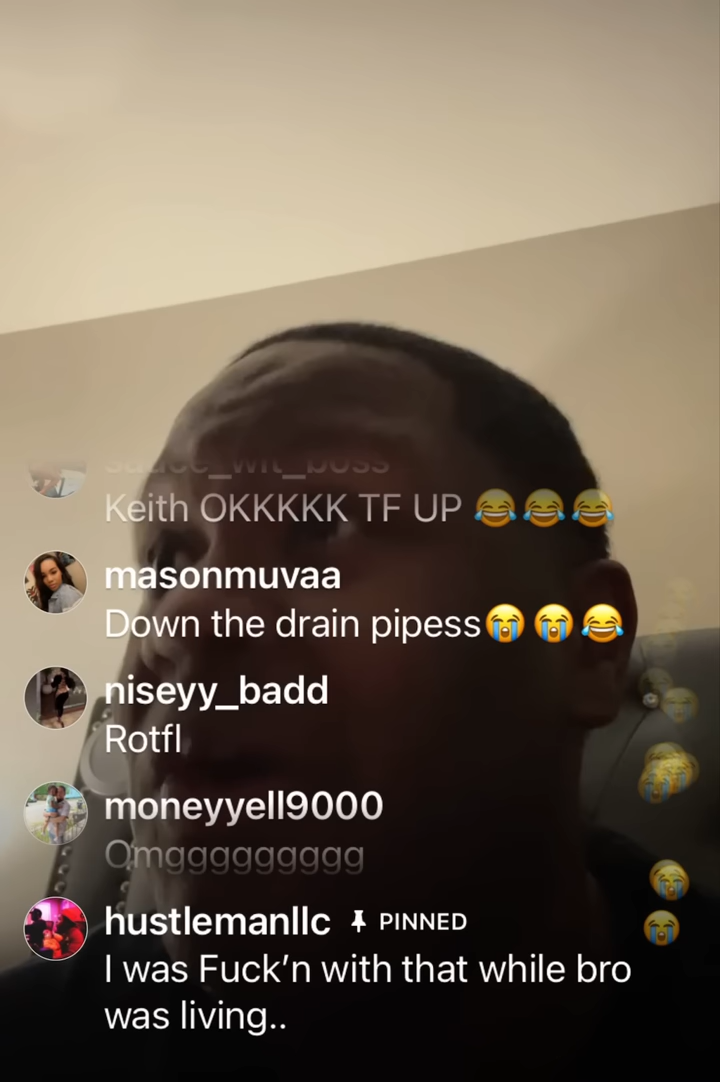 sauce_wit_boss
Keith OKKKKK TF UP 😂😂😂
masonmuvaa
Down the drain pipess😭😭😂
niseyy_badd
Rotfl
moneyyell9000
Omgggggggggg
hustlemanllc PINNED
I was Fuck’n with that while bro
was living..